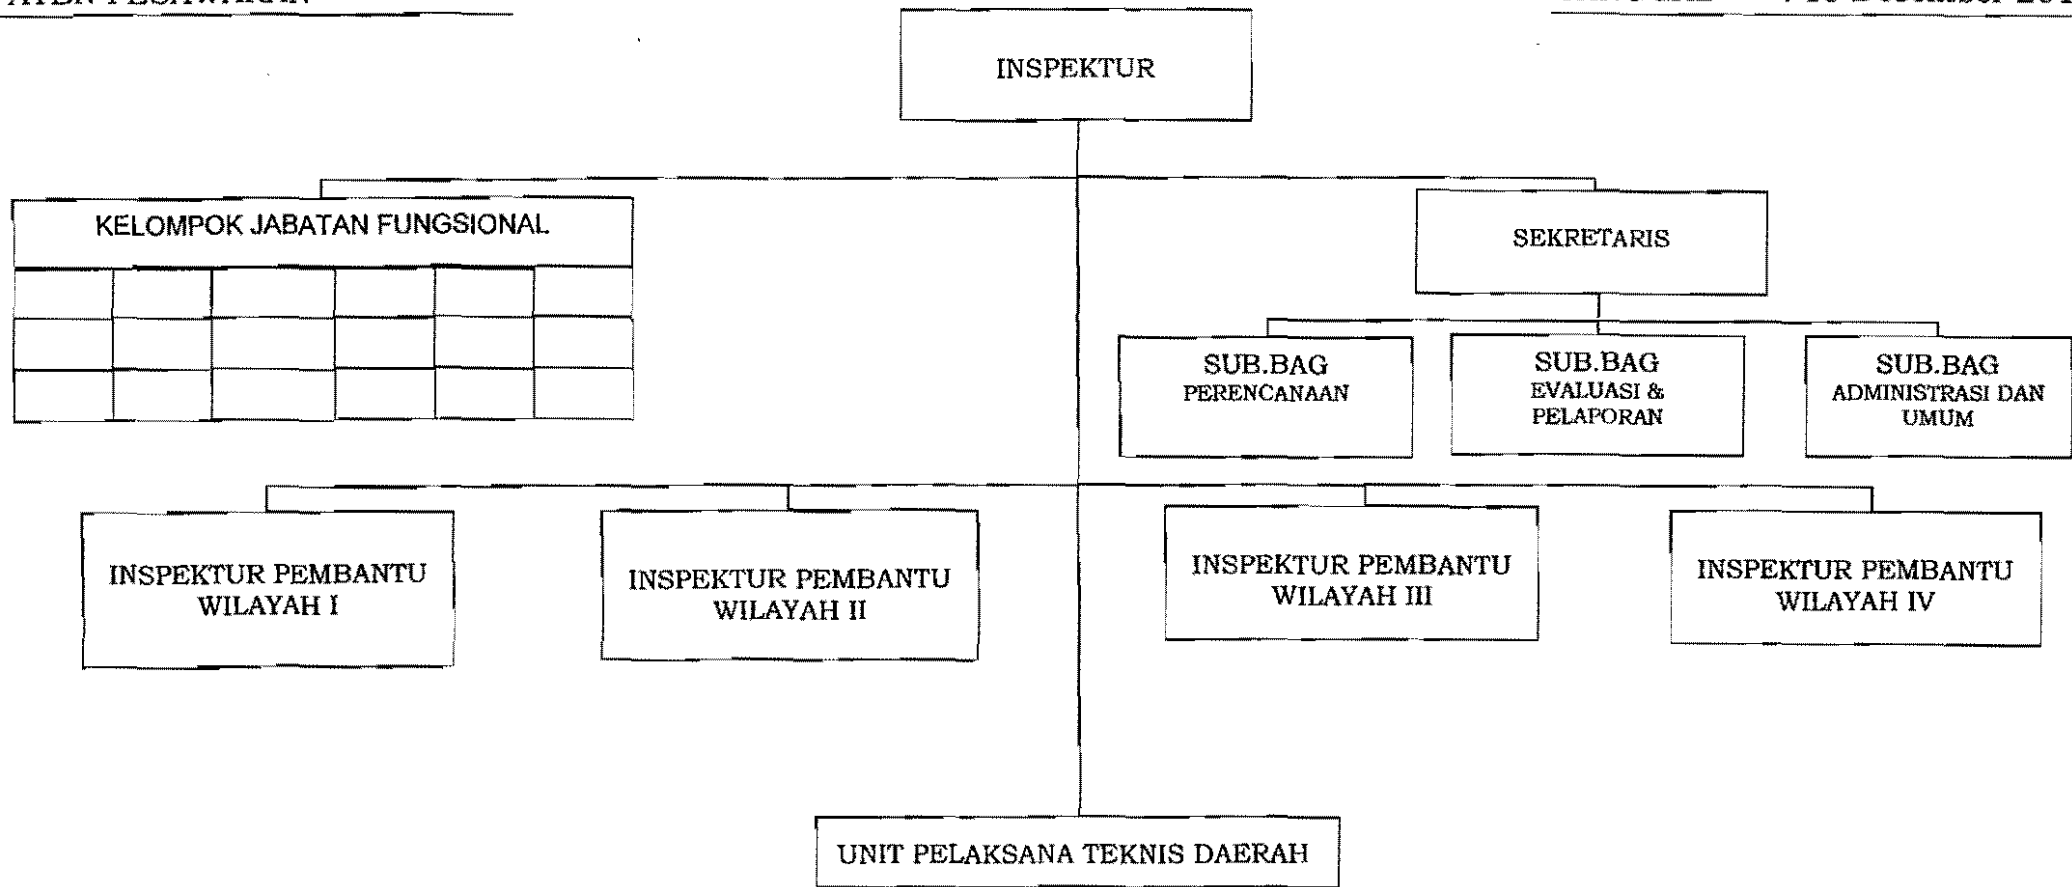 INSPEKTUR
KELOMPOK JABATAN FUNGSIONAL
SEKRETARIS
SUB.BAG
PERENCANAAN
SUB.BAG
EVALUASI &
PELAPORAN
SUB.BAG
ADMINISTRASI DAN
UMUM
INSPEKTUR PEMBANTU
WILAYAH I
INSPEKTUR PEMBANTU
WILAYAH II
INSPEKTUR PEMBANTU
WILAYAH III
INSPEKTUR PEMBANTU
WILAYAH IV
UNIT PELAKSANA TEKNIS DAERAH